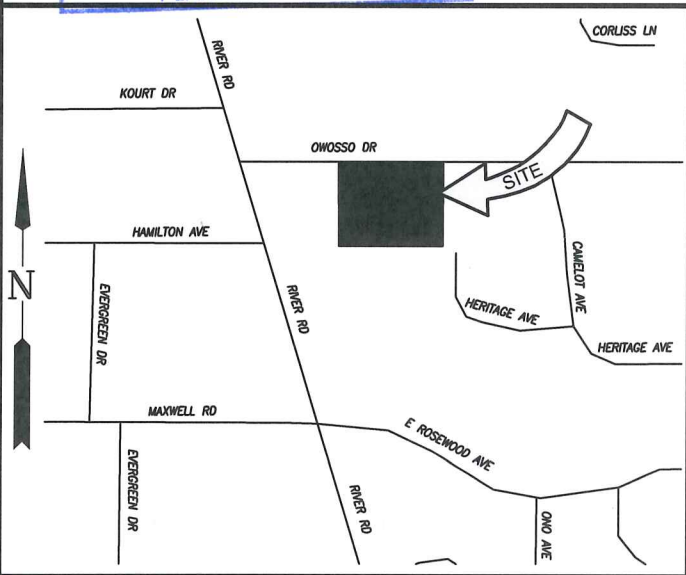 CORLISS LN
RIVER RD
KOURT DR
OWOSSO DR
SITE
HAMILTON AVE
N
CAMELOT AVE
EVERGREEN DR
RIVER RD
HERITAGE AVE
HERITAGE AVE
MAXWELL RD
E ROSEWOOD AVE
EVERGREEN DR
RIVER RD
ONO AVE